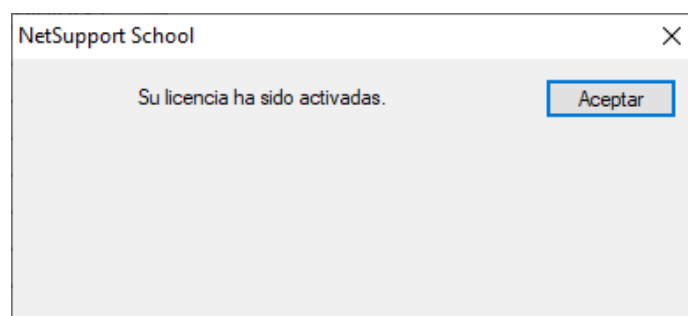 NetSupport School
Su licencia ha sido activadas.
Aceptar